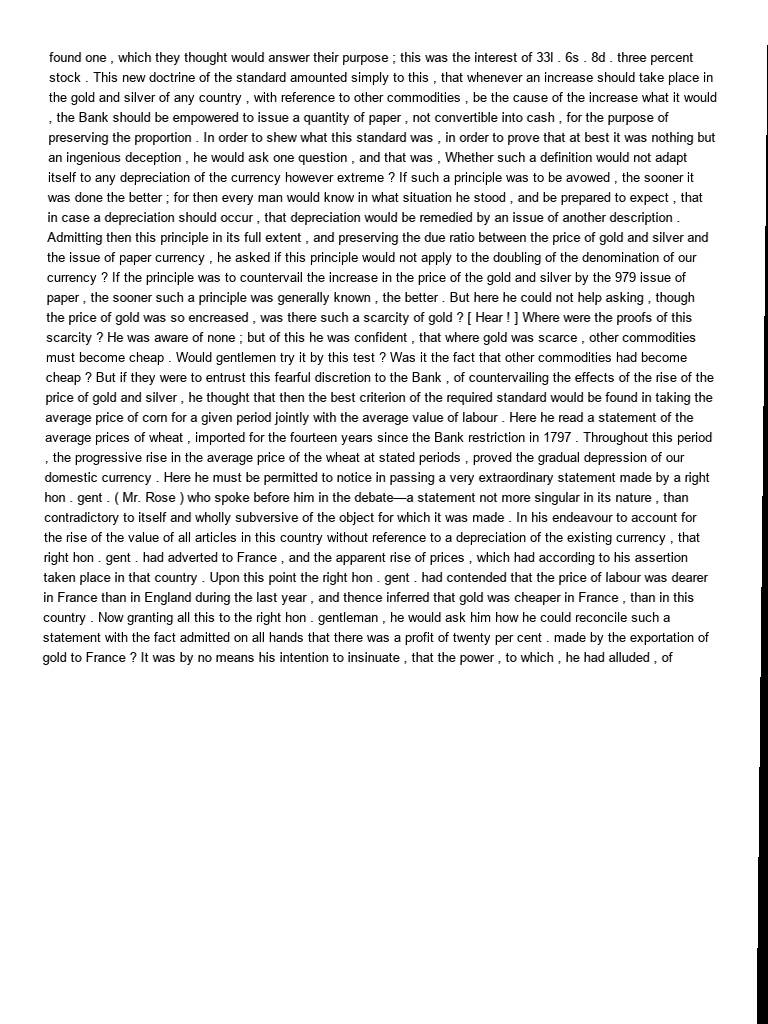 found one , which they thought would answer their purpose ; this was the interest of 33l . 6s . 8d . three percent
stock . This new doctrine of the standard amounted simply to this , that whenever an increase should take place in
the gold and silver of any country , with reference to other commodities , be the cause of the increase what it would
, the Bank should be empowered to issue a quantity of paper , not convertible into cash , for the purpose of
preserving the proportion . In order to shew what this standard was , in order to prove that at best it was nothing but
an ingenious deception , he would ask one question , and that was , Whether such a definition would not adapt
itself to any depreciation of the currency however extreme ? If such a principle was to be avowed , the sooner it
was done the better ; for then every man would know in what situation he stood , and be prepared to expect , that
in case a depreciation should occur , that depreciation would be remedied by an issue of another description .
Admitting then this principle in its full extent , and preserving the due ratio between the price of gold and silver and
the issue of paper currency , he asked if this principle would not apply to the doubling of the denomination of our
currency ? If the principle was to countervail the increase in the price of the gold and silver by the 979 issue of
paper , the sooner such a principle was generally known , the better . But here he could not help asking , though
the price of gold was so encreased , was there such a scarcity of gold ? [ Hear ! ] Where were the proofs of this
scarcity ? He was aware of none ; but of this he was confident , that where gold was scarce , other commodities
must become cheap . Would gentlemen try it by this test ? Was it the fact that other commodities had become
cheap ? But if they were to entrust this fearful discretion to the Bank , of countervailing the effects of the rise of the
price of gold and silver , he thought that then the best criterion of the required standard would be found in taking the
average price of corn for a given period jointly with the average value of labour . Here he read a statement of the
average prices of wheat , imported for the fourteen years since the Bank restriction in 1797 . Throughout this period
, the progressive rise in the average price of the wheat at stated periods , proved the gradual depression of our
domestic currency . Here he must be permitted to notice in passing a very extraordinary statement made by a right
hon . gent . ( Mr. Rose ) who spoke before him in the debate—a statement not more singular in its nature , than
contradictory to itself and wholly subversive of the object for which it was made . In his endeavour to account for
the rise of the value of all articles in this country without reference to a depreciation of the existing currency , that
right hon . gent . had adverted to France , and the apparent rise of prices , which had according to his assertion
taken place in that country . Upon this point the right hon . gent . had contended that the price of labour was dearer
in France than in England during the last year , and thence inferred that gold was cheaper in France , than in this
country . Now granting all this to the right hon . gentleman , he would ask him how he could reconcile such a
statement with the fact admitted on all hands that there was a profit of twenty per cent . made by the exportation of
gold to France ? It was by no means his intention to insinuate , that the power , to which , he had alluded , of